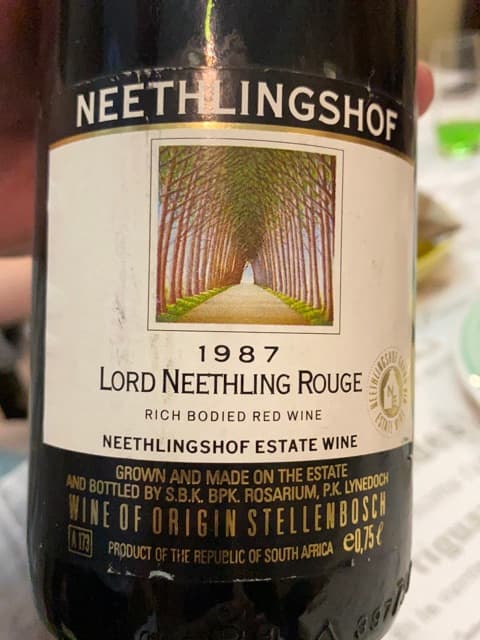 NEETHLINGSHOF
1987
LORD NEETHLING ROUGE
RICH BODIED RED WINE
NEETHLINGSHOF ESTATE WINE
GROWN AND MADE ON THE ESTATE
AND BOTTLED BY S.B.K. BPK. ROSARIUM, P.K. LYNEDOCH
WINE OF ORIGIN STELLENBOSCH
A 173 PRODUCT OF THE REPUBLIC OF SOUTH AFRICA e0,75 ℓ